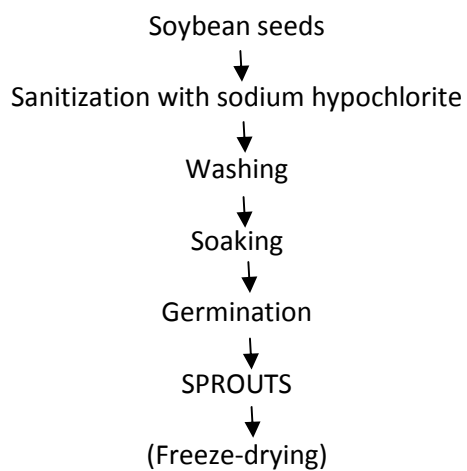 Soybean seeds
Sanitization with sodium hypochlorite
Washing
Soaking
Germination
SPROUTS
(Freeze-drying)